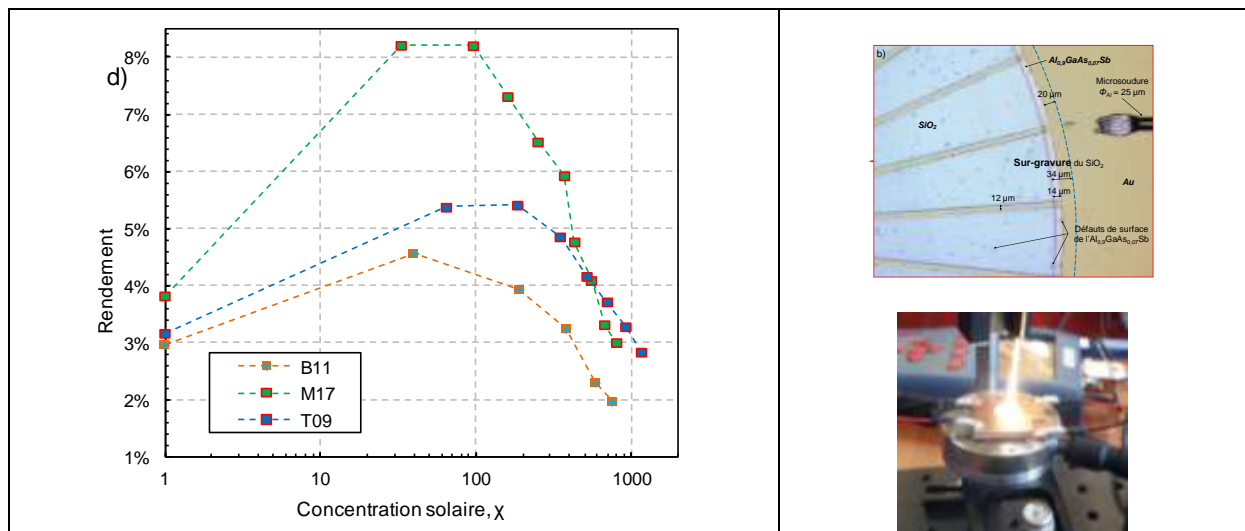 d)
8%
7%
6%
5%
4%
3%
2%
1%
Rendement
B11
M17
T09
1
10
100
1000
Concentration solaire, χ
b)
Al0,9GaAs0,07Sb
Microsoudure
ΦAl = 25 µm
20 µm
SiO2
Sur-gravure du SiO2
34 µm
Au
14 µm
12 µm
Défauts de surface
de l'Al0,9GaAs0,07Sb